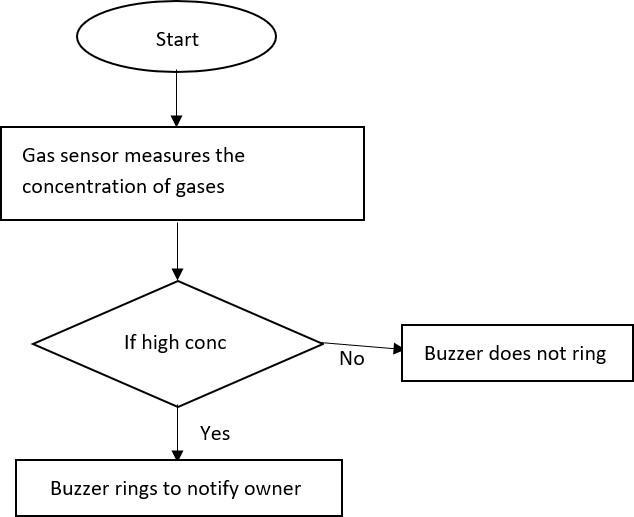 Start
Gas sensor measures the
concentration of gases
If high conc
No
Buzzer does not ring
Yes
Buzzer rings to notify owner